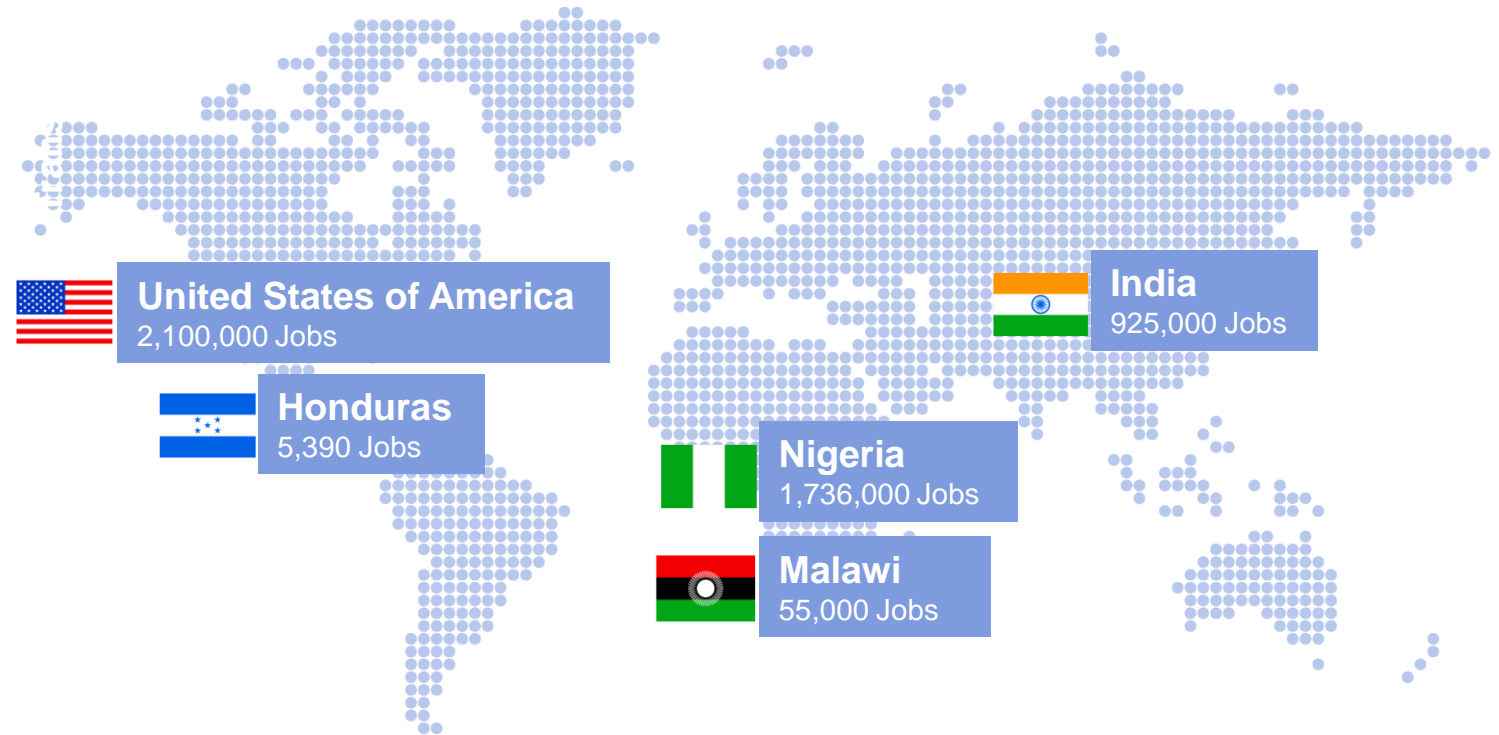 United States of America
2,100,000 Jobs
India
925,000 Jobs
Honduras
5,390 Jobs
Nigeria
1,736,000 Jobs
Malawi
55,000 Jobs